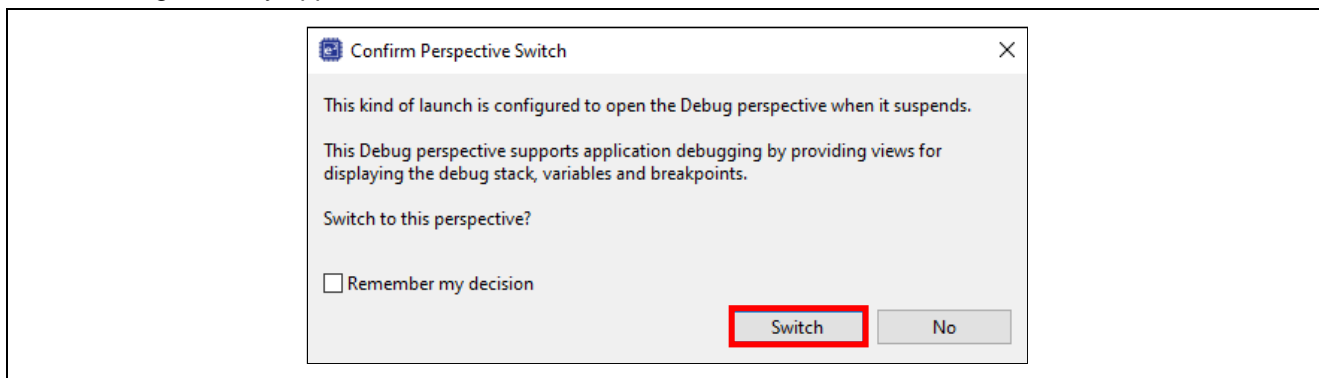 Confirm Perspective Switch
This kind of launch is configured to open the Debug perspective when it suspends.
This Debug perspective supports application debugging by providing views for
displaying the debug stack, variables and breakpoints.
Switch to this perspective?
Remember my decision
Switch No